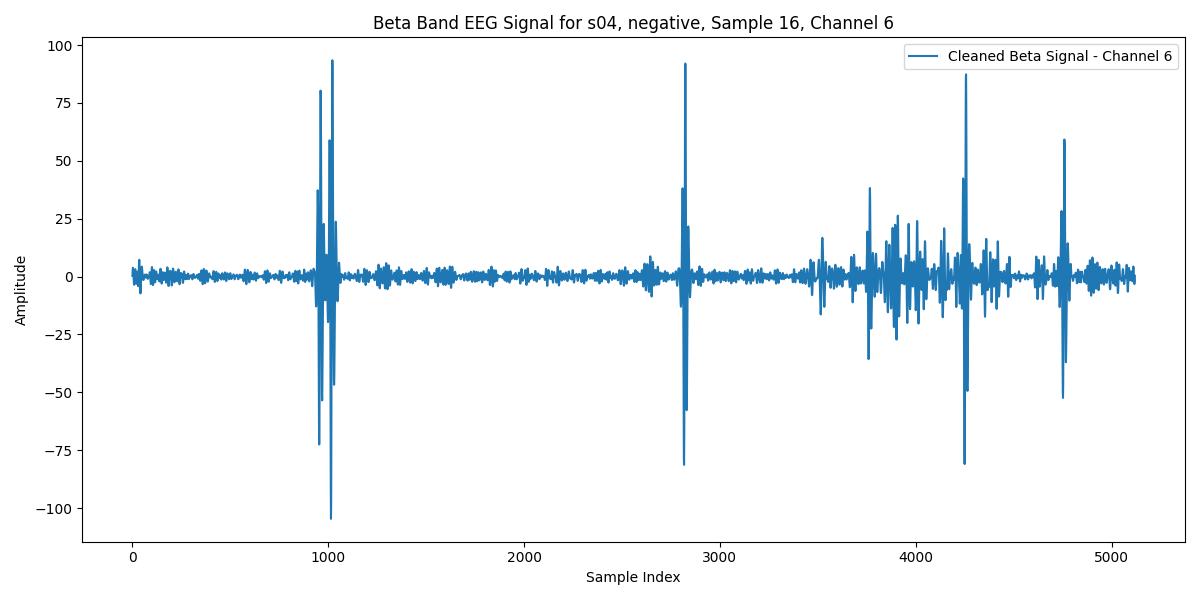 Beta Band EEG Signal for s04, negative, Sample 16, Channel 6
Cleaned Beta Signal - Channel 6
Amplitude
100
75
50
25
0
−25
−50
−75
−100
0 1000 2000 3000 4000 5000
Sample Index